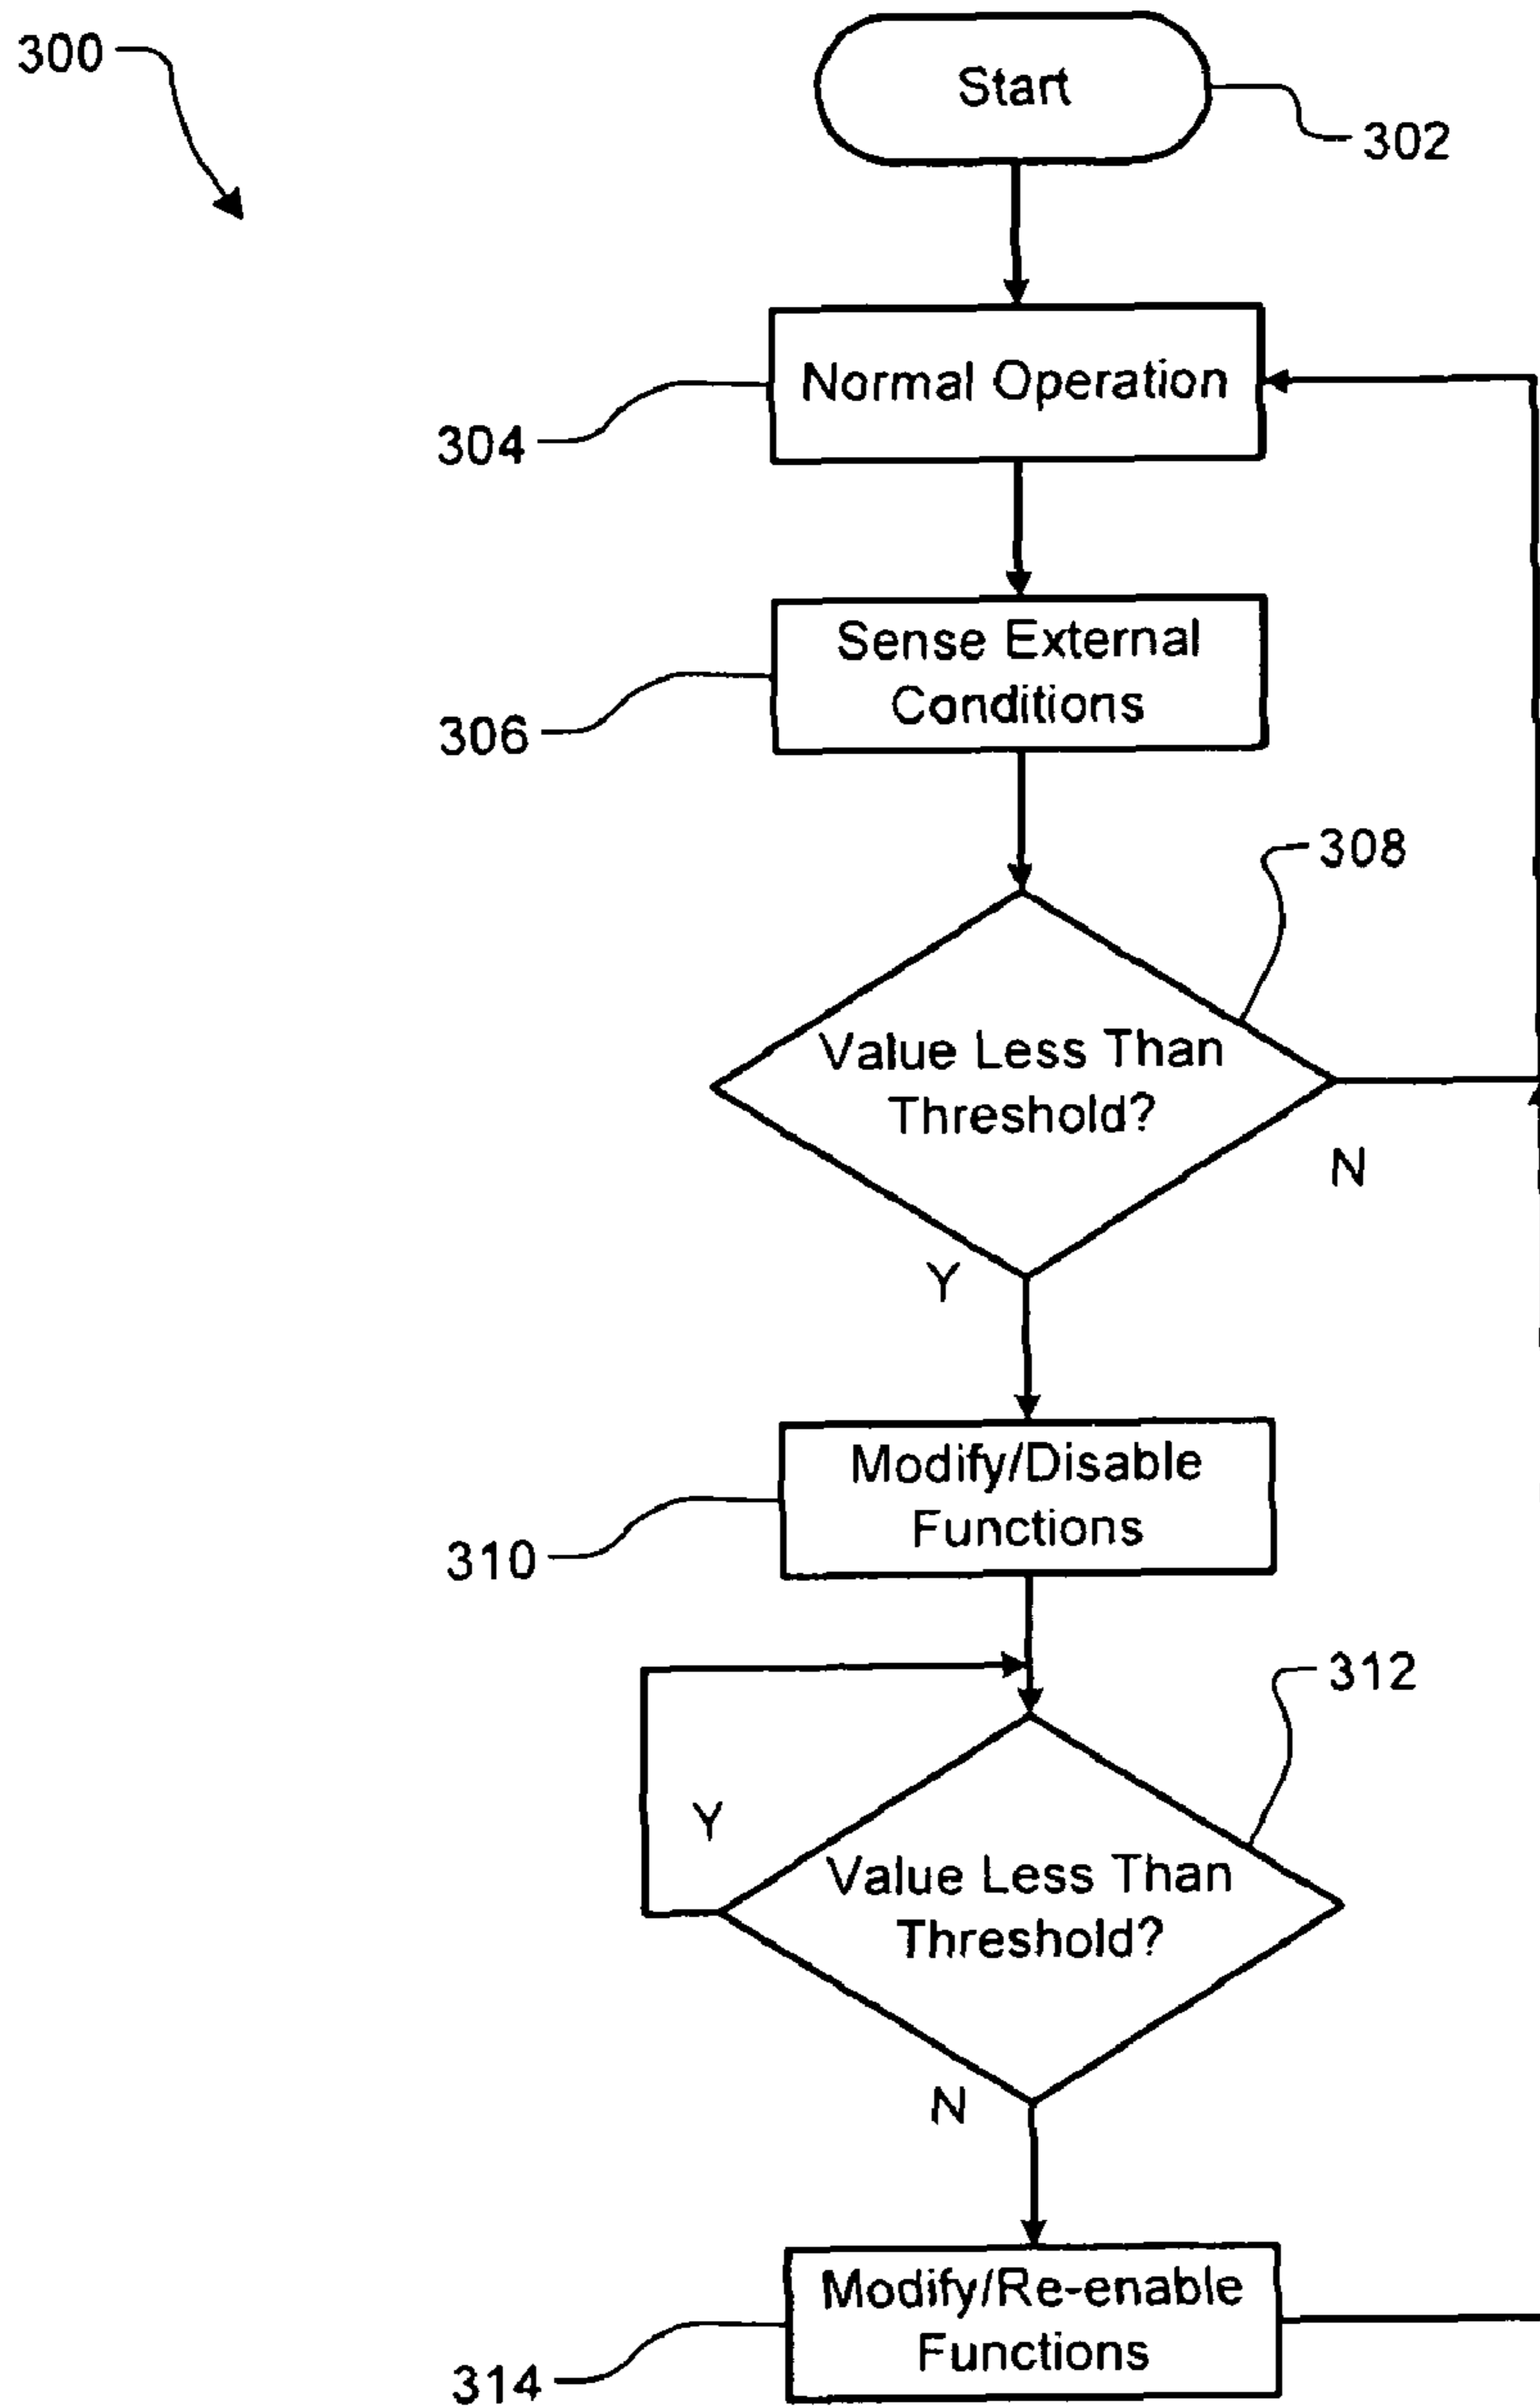 300
Start
302
Normal Operation
304
Sense External
Conditions
306
308
Value Less Than
Threshold?
N
Y
Modify/Disable
Functions
310
312
Y
Value Less Than
Threshold?
N
Modify/Re-enable
Functions
314